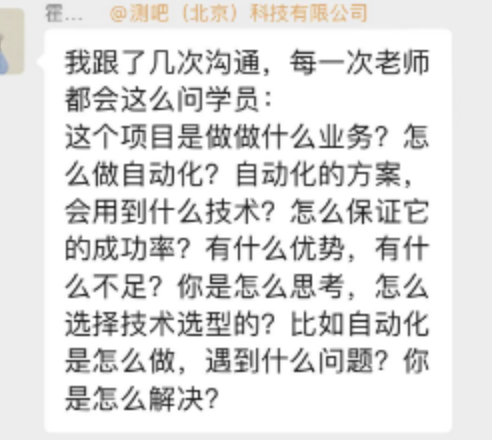 霍... @测吧（北京）科技有限公司
我跟了几次沟通，每一次老师
都会这么问学员：
这个项目是做做什么业务？怎
么做自动化？自动化的方案，
会用到什么技术？怎么保证它
的成功率？有什么优势，有什
么不足？你是怎么思考，怎么
选择技术选型的？比如自动化
是怎么做，遇到什么问题？你
是怎么解决？